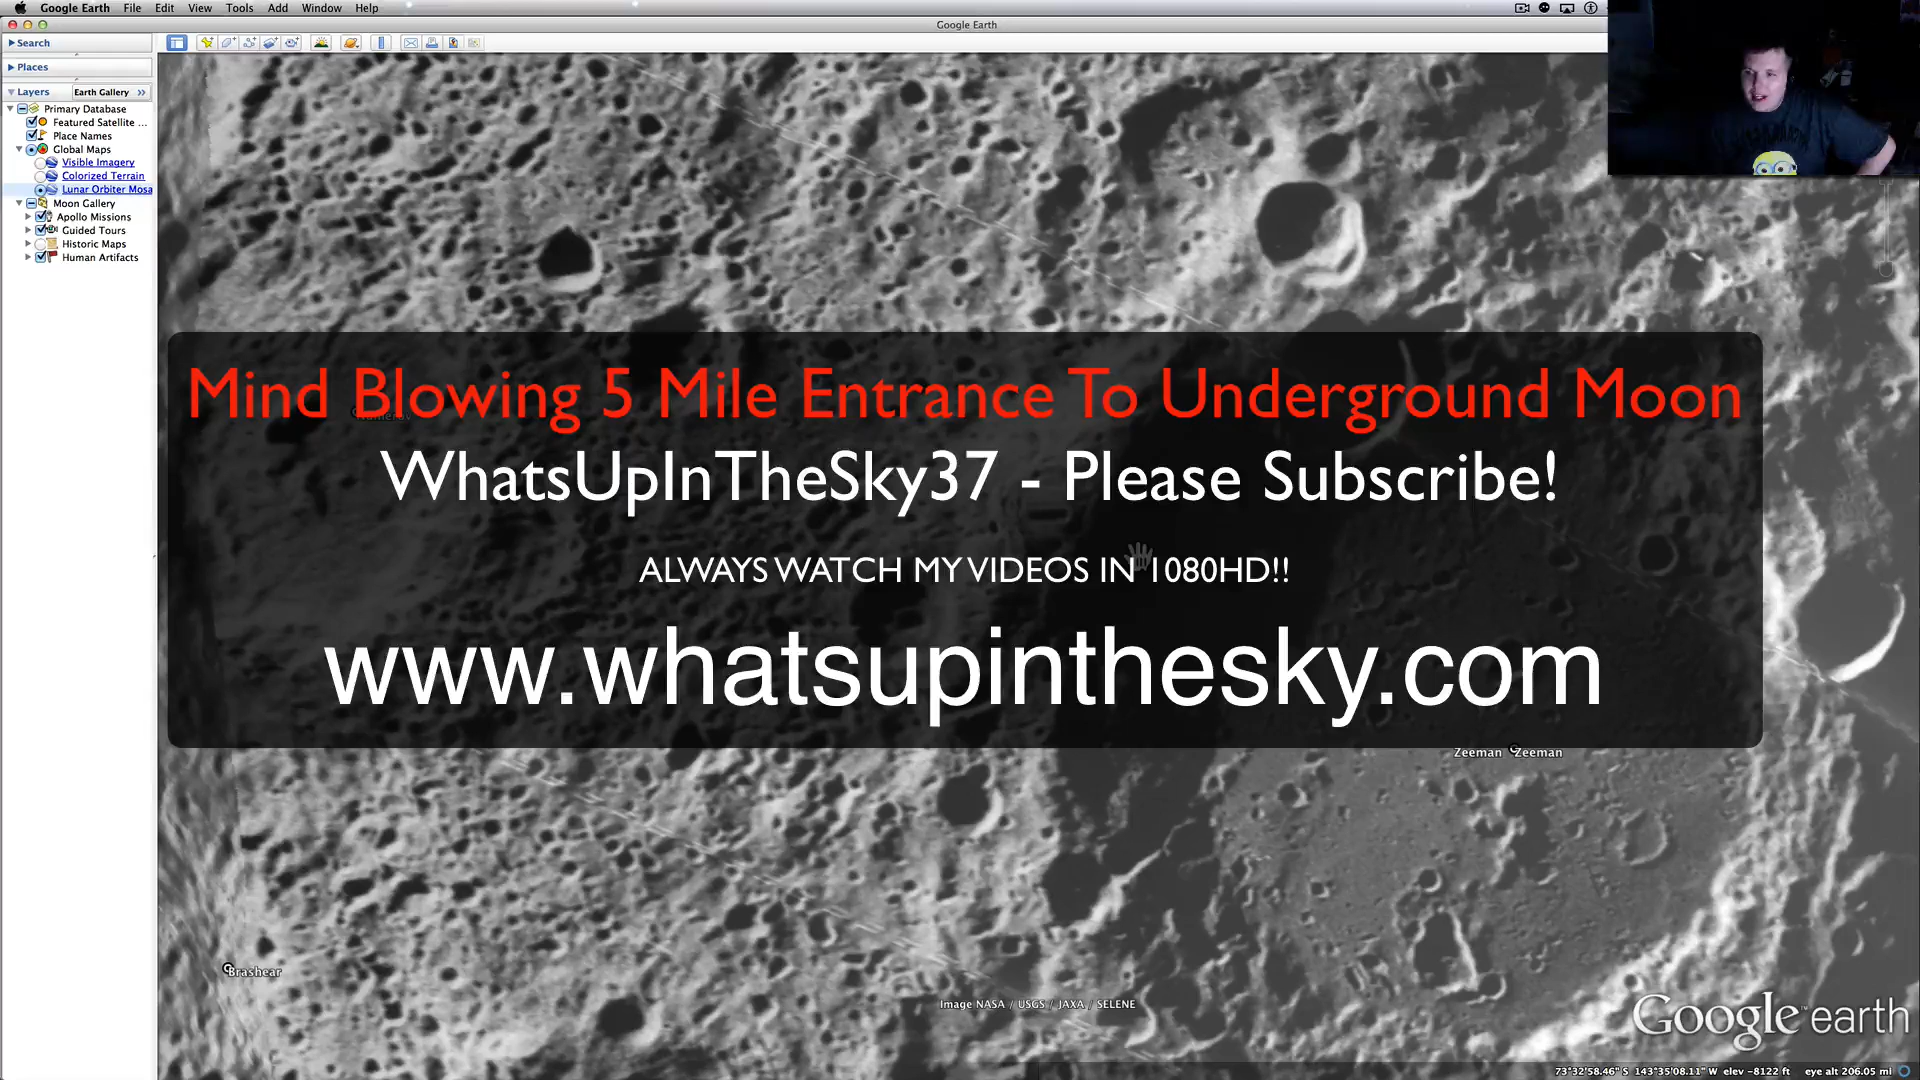 Google Earth File Edit View Tools Add Window Help
Google Earth
Search
Places
Layers
Earth Gallery »
Primary Database
Featured Satellite ...
Place Names
Global Maps
Visible Imagery
Colorized Terrain
Lunar Orbiter Mosa
Moon Gallery
Apollo Missions
Guided Tours
Historic Maps
Human Artifacts
Mind Blowing 5 Mile Entrance To Underground Moon
WhatsUpInTheSky37 - Please Subscribe!
ALWAYS WATCH MY VIDEOS IN 1080HD!!
www.whatsupinthesky.com
Zeeman Zeeman
Brashear
Image NASA / USGS / JAXA / SELENE
Google earth
73°32'58.46" S 143°35'08.11" W elev -8122 ft eye alt 206.05 mi